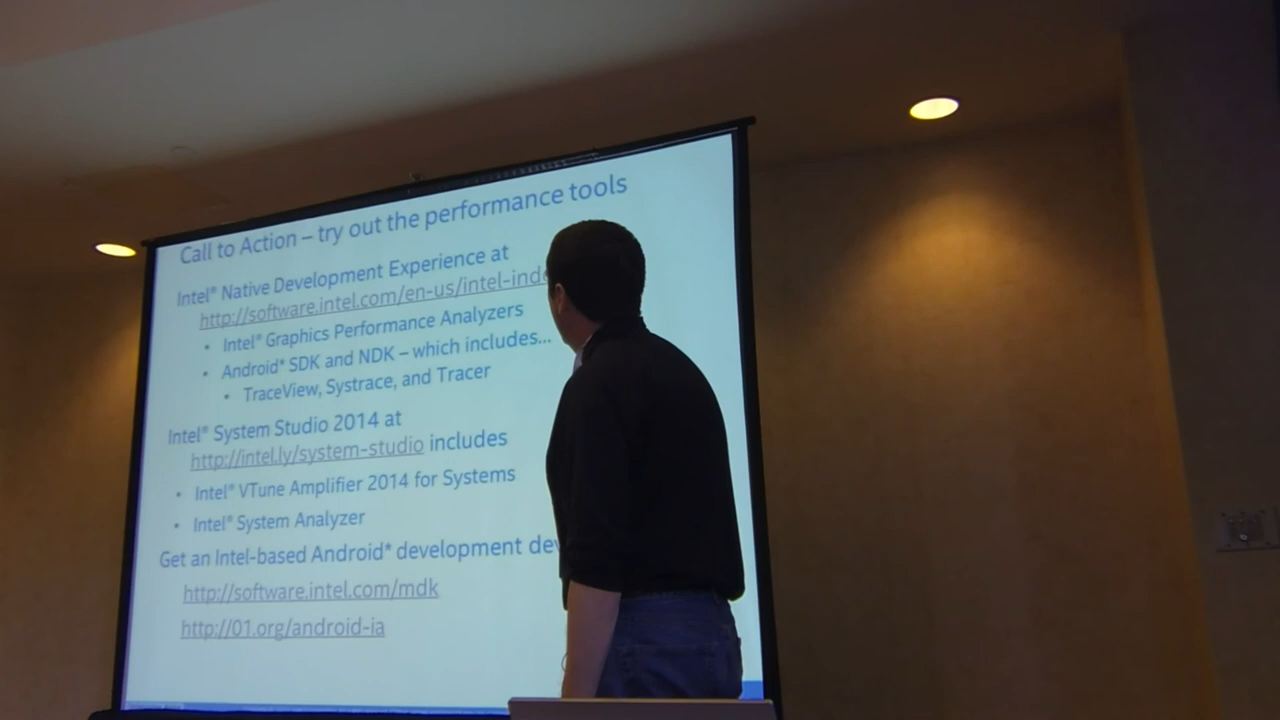 Call to Action – try out the performance tools
Intel® Native Development Experience at
http://software.intel.com/en-us/intel-ind
• Intel® Graphics Performance Analyzers
• Android* SDK and NDK – which includes...
• TraceView, Systrace, and Tracer
Intel® System Studio 2014 at
http://intel.ly/system-studio includes
• Intel® VTune Amplifier 2014 for Systems
• Intel® System Analyzer
Get an Intel-based Android* development
http://software.intel.com/mdk
http://01.org/android-ia